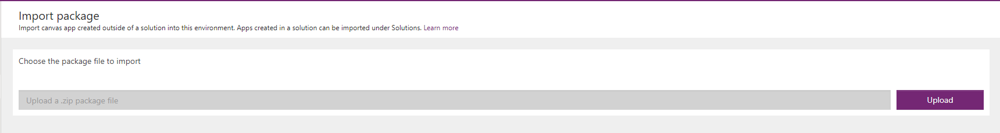 Import package
Import canvas app created outside of a solution into this environment. Apps created in a solution can be imported under Solutions. Learn more
Choose the package file to import
Upload a .zip package file
Upload